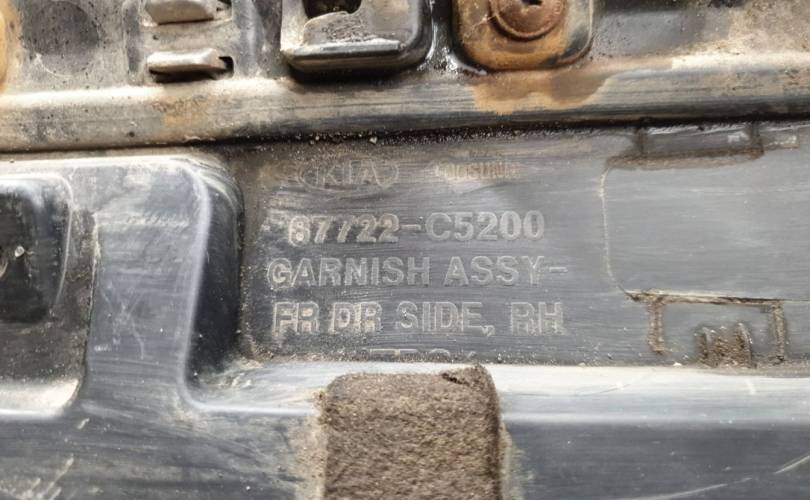 KIA
87722-C5200
GARNISH ASSY-
FR DR SIDE, RH